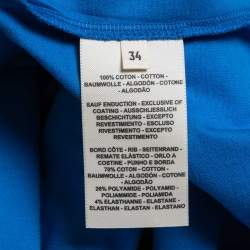 34
100% COTON - COTTON -
BAUMWOLLE - ALGODÓN - COTONE
- ALGODÃO
SAUF ENDUCTION - EXCLUSIVE OF
COATING - AUSSCHLIESSLICH
BESCHICHTUNG - EXCEPTO
REVESTIMIENTO - ESCLUSO
RIVESTIMENTO - EXCEPTO
REVESTIMENTO
BORD CÔTE - RIB - SEITENRAND -
REMATE ELÁSTICO - ORLO A
COSTINE - PUNHO E BANHO
70% COTON - COTTON -
BAUMWOLLE - ALGODÓN - COTONE
- ALGODÃO
26% POLYAMIDE - POLYAMID -
POLIAMMIDE - POLIAMIDA
4% ÉLASTHANNE - ELASTANE -
ELASTHAN - ELASTAN - ELASTANO